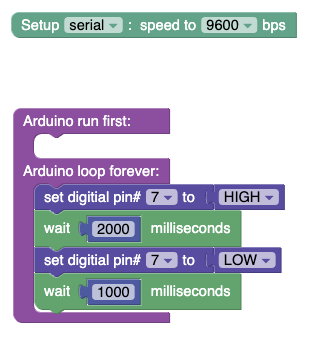 Setup serial : speed to 9600 bps
Arduino run first:
Arduino loop forever:
set digitial pin# 7 to HIGH
wait 2000 milliseconds
set digitial pin# 7 to LOW
wait 1000 milliseconds